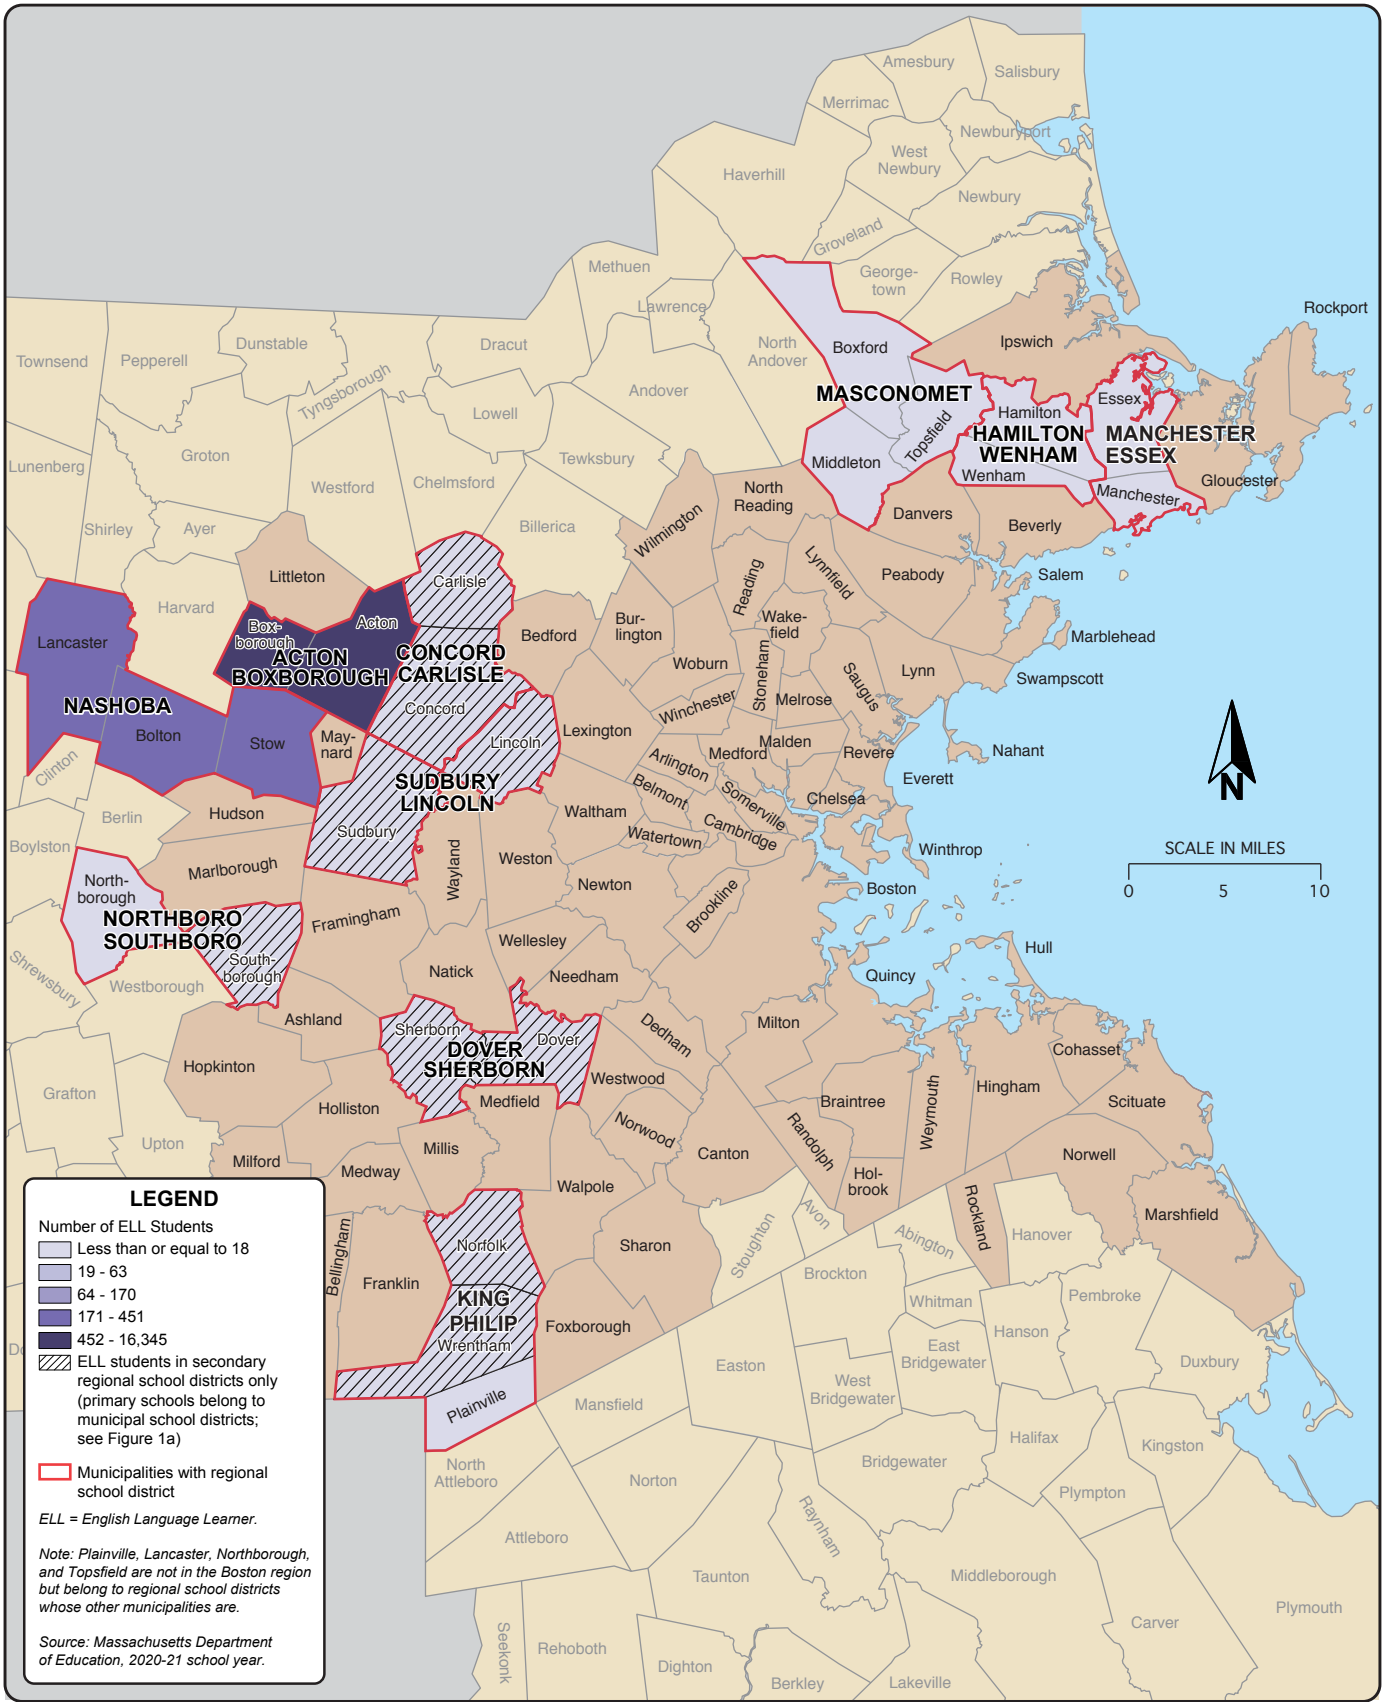 Amesbury
Salisbury
Merrimac
Newburyport
West
Newbury
Haverhill
Newbury
Groveland
Methuen
George-
town
Rowley
Lawrence
Rockport
Townsend
Pepperell
Dunstable
Tyngsborough
Dracut
North
Andover
Boxford
Ipswich
Andover
Lowell
MASCONOMET
Essex
Hamilton
Topsfield
HAMILTON
WENHAM
MANCHESTER
ESSEX
Lunenberg
Groton
Westford
Chelmsford
Tewksbury
Middleton
Wenham
Gloucester
Manchester
North
Reading
Danvers
Beverly
Shirley
Ayer
Billerica
Wilmington
Littleton
Carlisle
Reading
Lynnfield
Peabody
Salem
Harvard
Box-
borough
Acton
Bedford
Bur-
lington
Wake-
field
Marblehead
Lancaster
ACTON
BOXBOROUGH
CONCORD
CARLISLE
Woburn
Stoneham
Saugus
Lynn
Swampscott
NASHOBA
Concord
Winchester
Melrose
Bolton
Stow
May-
nard
Lincoln
Lexington
Arlington
Medford
Malden
Revere
Nahant
Clinton
SUDBURY
LINCOLN
Belmont
Somerville
Everett
Chelsea
N
Berlin
Hudson
Sudbury
Waltham
Watertown
Cambridge
Boylston
Marlborough
Wayland
Weston
Winthrop
SCALE IN MILES
0
5
10
North-
borough
Newton
Brookline
Boston
NORTHBORO
SOUTHBORO
Framingham
Wellesley
Hull
Shrewsbury
Westborough
South-
borough
Natick
Needham
Quincy
Ashland
Sherborn
Dover
DOVER
SHERBORN
Dedham
Milton
Cohasset
Grafton
Hopkinton
Westwood
Medfield
Holliston
Norwood
Braintree
Weymouth
Hingham
Scituate
Upton
Milford
Medway
Millis
Canton
Randolph
Hol-
brook
Norwell
Walpole
Rockland
Marshfield
Stoughton
Avon
Abington
Hanover
Bellingham
Franklin
Norfolk
Sharon
Brockton
Whitman
Pembroke
KING
PHILIP
Wrentham
Foxborough
Hanson
East
Bridgewater
Easton
West
Bridgewater
Duxbury
Plainville
Mansfield
Halifax
Kingston
North
Attleboro
Norton
Bridgewater
Plympton
Attleboro
Raynham
Taunton
Middleborough
Plymouth
Carver
Seekonk
Rehoboth
Dighton
Berkley
Lakeville
Do
LEGEND
Number of ELL Students
Less than or equal to 18
19 - 63
64 - 170
171 - 451
452 - 16,345
ELL students in secondary
regional school districts only
(primary schools belong to
municipal school districts;
see Figure 1a)
Municipalities with regional
school district
ELL = English Language Learner.
Note: Plainville, Lancaster, Northborough,
and Topsfield are not in the Boston region
but belong to regional school districts
whose other municipalities are.
Source: Massachusetts Department
of Education, 2020-21 school year.